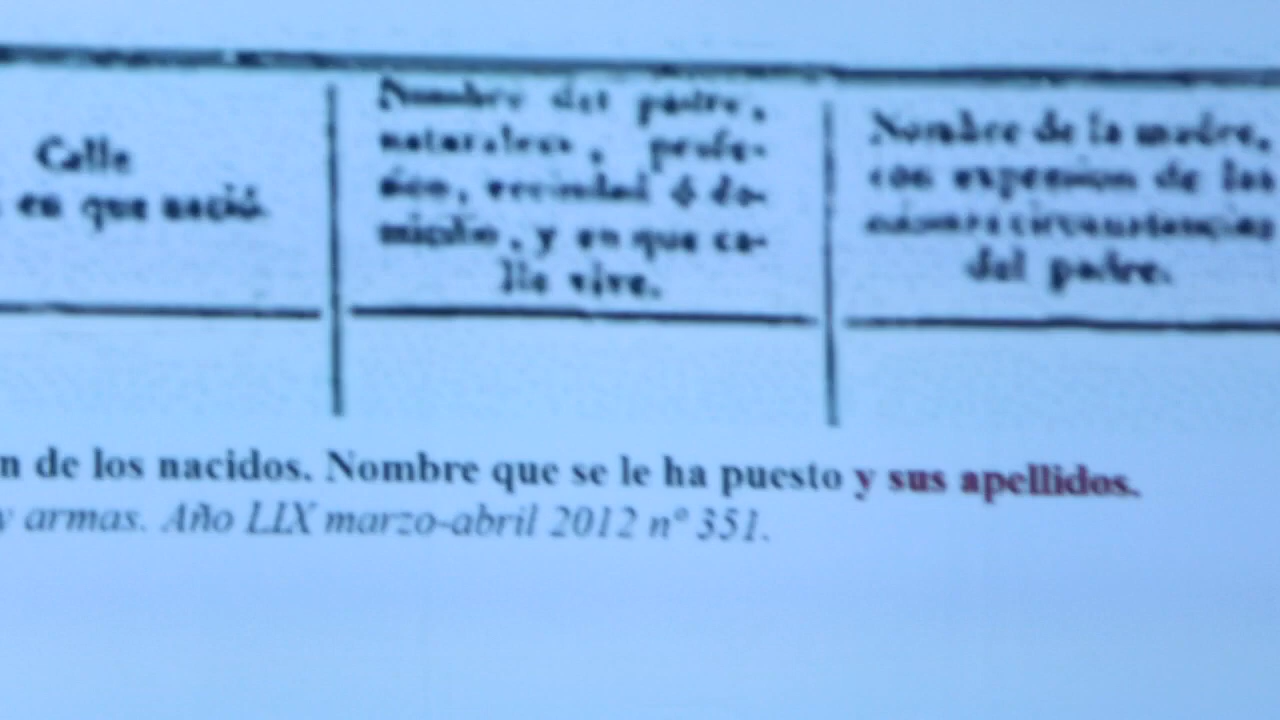 Calle
en que nació.
Nombre del padre,
naturaleza, profe-
sion, vecindad ó do-
micilio, y en que ca-
lle vive.
Nombre de la madre,
con expresion de las
mismas circunstancias
del padre.
n de los nacidos. Nombre que se le ha puesto y sus apellidos.
y armas. Año LIX marzo-abril 2012 nº 351.